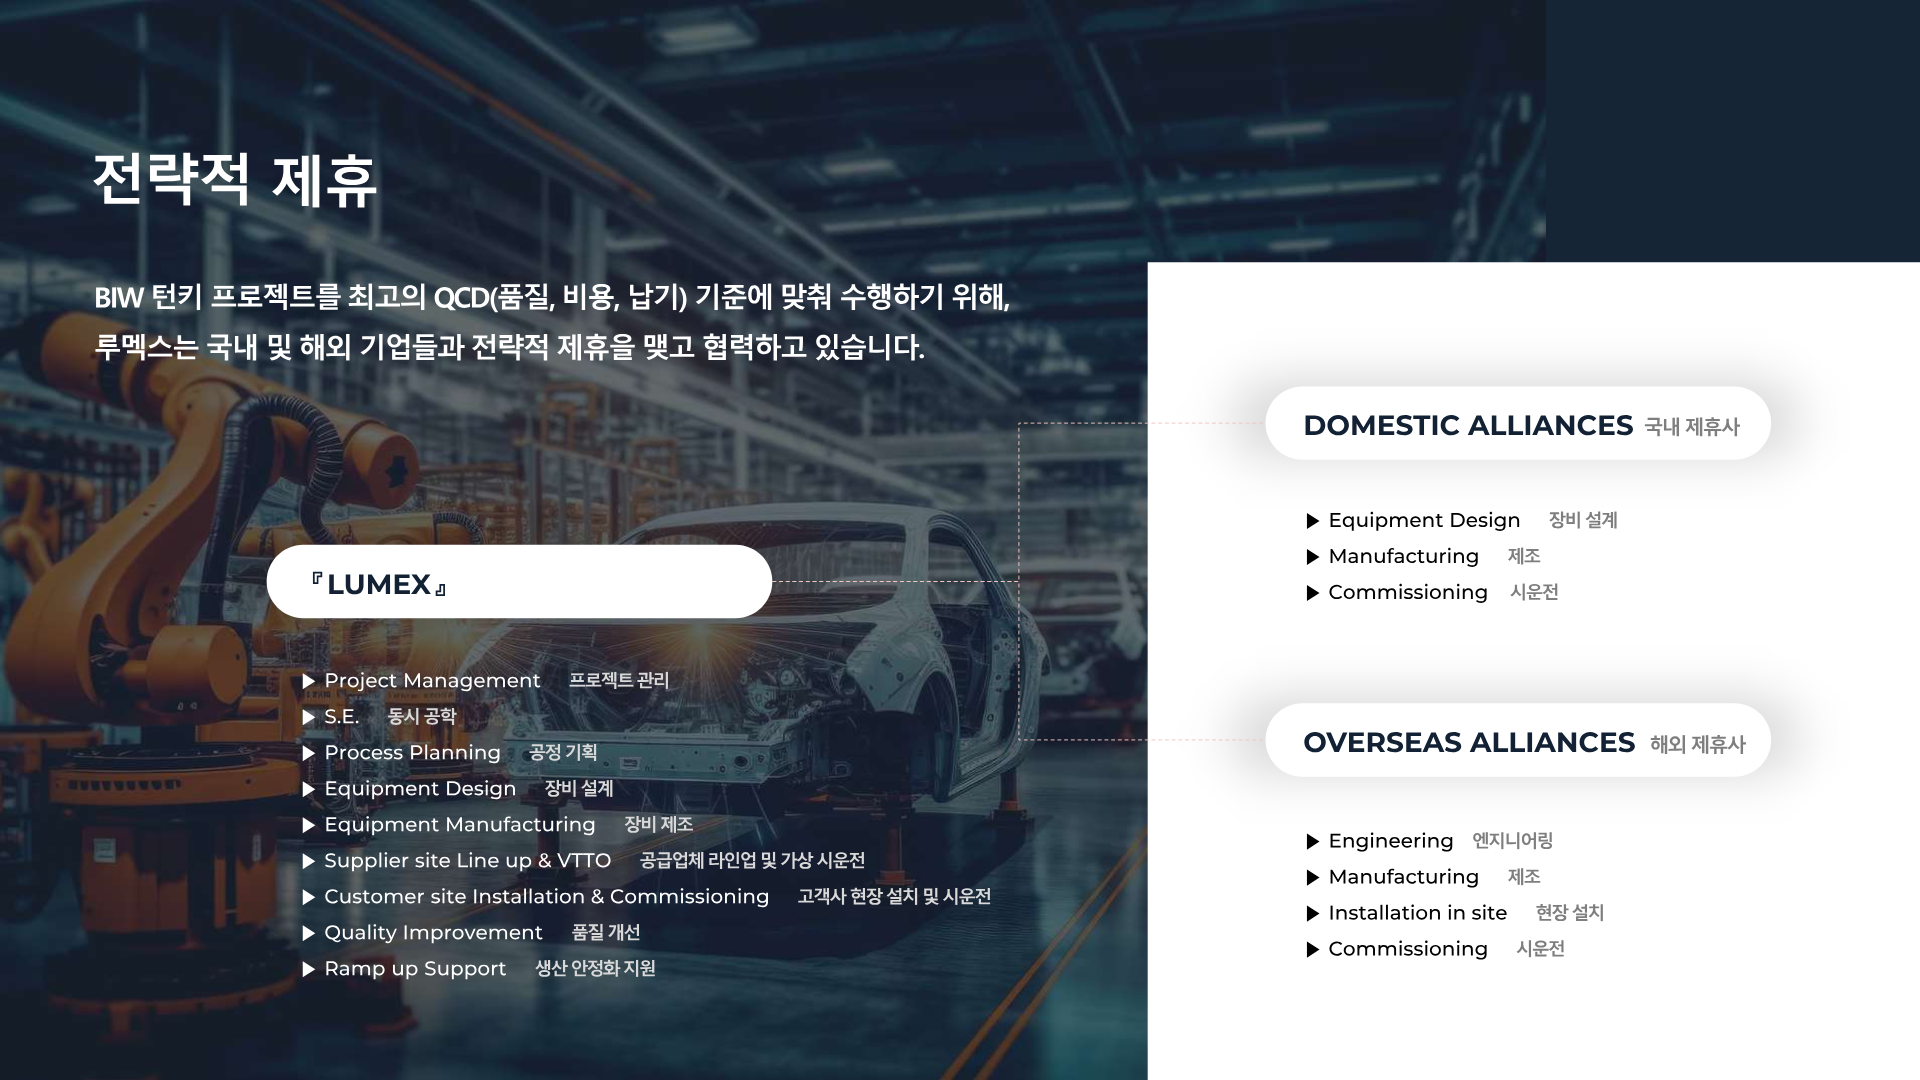 전략적 제휴
BIW 턴키 프로젝트를 최고의 QCD(품질, 비용, 납기) 기준에 맞춰 수행하기 위해,
루멕스는 국내 및 해외 기업들과 전략적 제휴을 맺고 협력하고 있습니다.
『LUMEX』
▶ Project Management 프로젝트 관리
▶ S.E. 동시 공학
▶ Process Planning 공정 기획
▶ Equipment Design 장비 설계
▶ Equipment Manufacturing 장비 제조
▶ Supplier site Line up & VTTO 공급업체 라인업 및 가상 시운전
▶ Customer site Installation & Commissioning 고객사 현장 설치 및 시운전
▶ Quality Improvement 품질 개선
▶ Ramp up Support 생산 안정화 지원
DOMESTIC ALLIANCES 국내 제휴사
▶ Equipment Design 장비 설계
▶ Manufacturing 제조
▶ Commissioning 시운전
OVERSEAS ALLIANCES 해외 제휴사
▶ Engineering 엔지니어링
▶ Manufacturing 제조
▶ Installation in site 현장 설치
▶ Commissioning 시운전